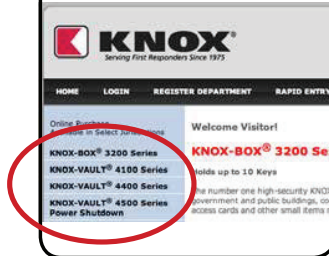 KNOX®
Serving First Responders Since 1975
HOME LOGIN REGISTER DEPARTMENT RAPID ENTRY
Online Purchase
Available in Select Jurisdictions
KNOX-BOX® 3200 Series
KNOX-VAULT® 4100 Series
KNOX-VAULT® 4400 Series
KNOX-VAULT® 4500 Series
Power Shutdown
Welcome Visitor!
KNOX-BOX® 3200 Se
Holds up to 10 Keys
The number one high-security KNOX
government and public buildings, co
access cards and other small items